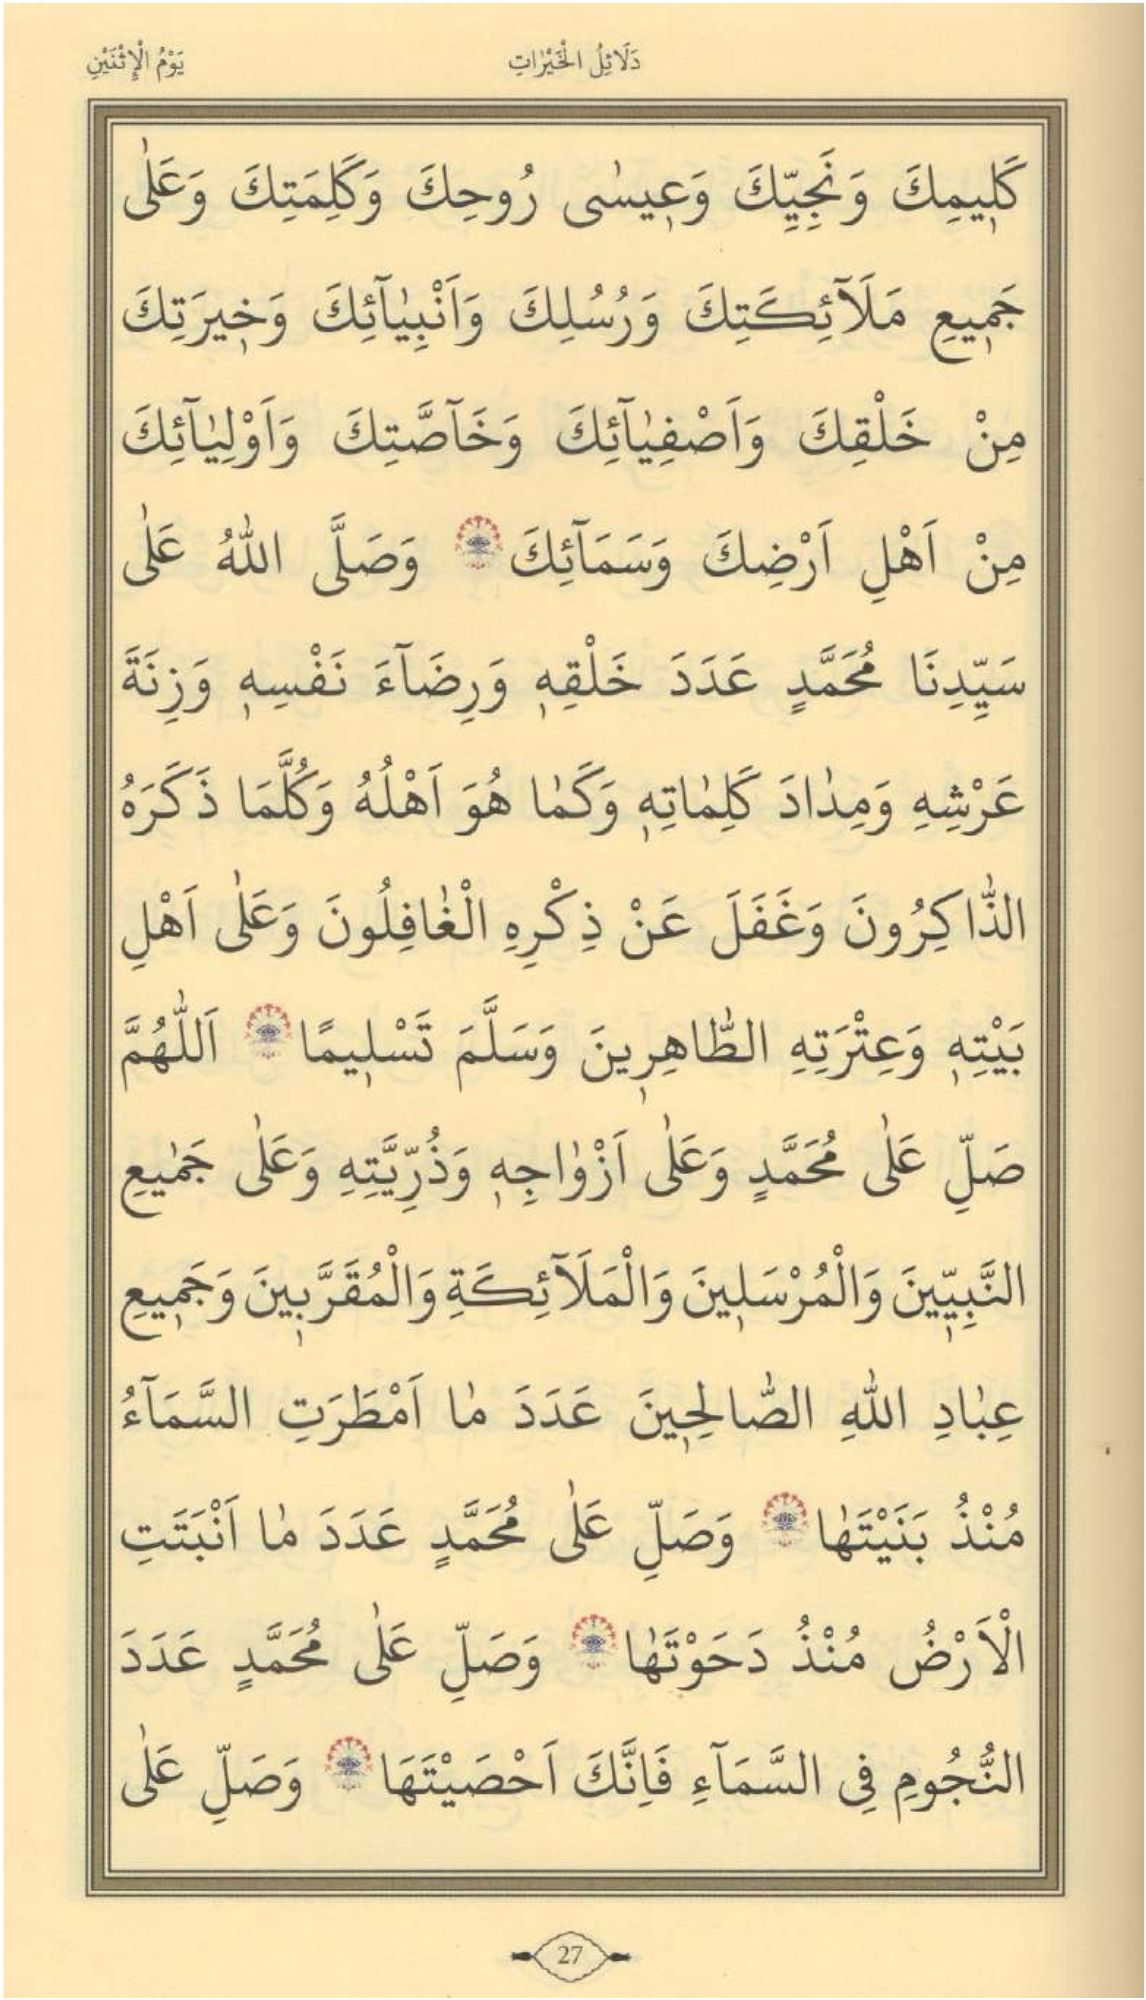 دَلَائِلُ الْخَيْرَاتِ
يَوْمُ الْإِثْنَيْنِ
كَلٖيمِكَ وَنَجِيِّكَ وَعٖيسٰى رُوحِكَ وَكَلِمَتِكَ وَعَلٰى
جَمٖيعِ مَلَآئِكَتِكَ وَرُسُلِكَ وَاَنْبِيٰآئِكَ وَخٖيرَتِكَ
مِنْ خَلْقِكَ وَاَصْفِيٰآئِكَ وَخَآصَّتِكَ وَاَوْلِيٰآئِكَ
مِنْ اَهْلِ اَرْضِكَ وَسَمَآئِكَ وَصَلَّى اللّٰهُ عَلٰى
سَيِّدِنَا مُحَمَّدٍ عَدَدَ خَلْقِهٖ وَرِضَآءَ نَفْسِهٖ وَزِنَةَ
عَرْشِهِ وَمِدٰادَ كَلِمٰاتِهٖ وَكَمٰا هُوَ اَهْلُهُ وَكُلَّمَا ذَكَرَهُ
الذّٰاكِرُونَ وَغَفَلَ عَنْ ذِكْرِهِ الْغٰافِلُونَ وَعَلٰى اَهْلِ
بَيْتِهٖ وَعِتْرَتِهِ الطّٰاهِرٖينَ وَسَلَّمَ تَسْلٖيمًا اَللّٰهُمَّ
صَلِّ عَلٰى مُحَمَّدٍ وَعَلٰى اَزْوٰاجِهٖ وَذُرِّيَّتِهِ وَعَلٰى جَمٰيعِ
النَّبِيّٖينَ وَالْمُرْسَلٖينَ وَالْمَلَآئِكَةِ وَالْمُقَرَّبٖينَ وَجَمٖيعِ
عِبٰادِ اللّٰهِ الصّٰالِحٖينَ عَدَدَ مٰا اَمْطَرَتِ السَّمَآءُ
مُنْذُ بَنَيْتَهٰا وَصَلِّ عَلٰى مُحَمَّدٍ عَدَدَ مٰا اَنْبَتَتِ
الْاَرْضُ مُنْذُ دَحَوْتَهٰا وَصَلِّ عَلٰى مُحَمَّدٍ عَدَدَ
النُّجُومِ فِى السَّمَآءِ فَاِنَّكَ اَحْصَيْتَهَا وَصَلِّ عَلٰى
27